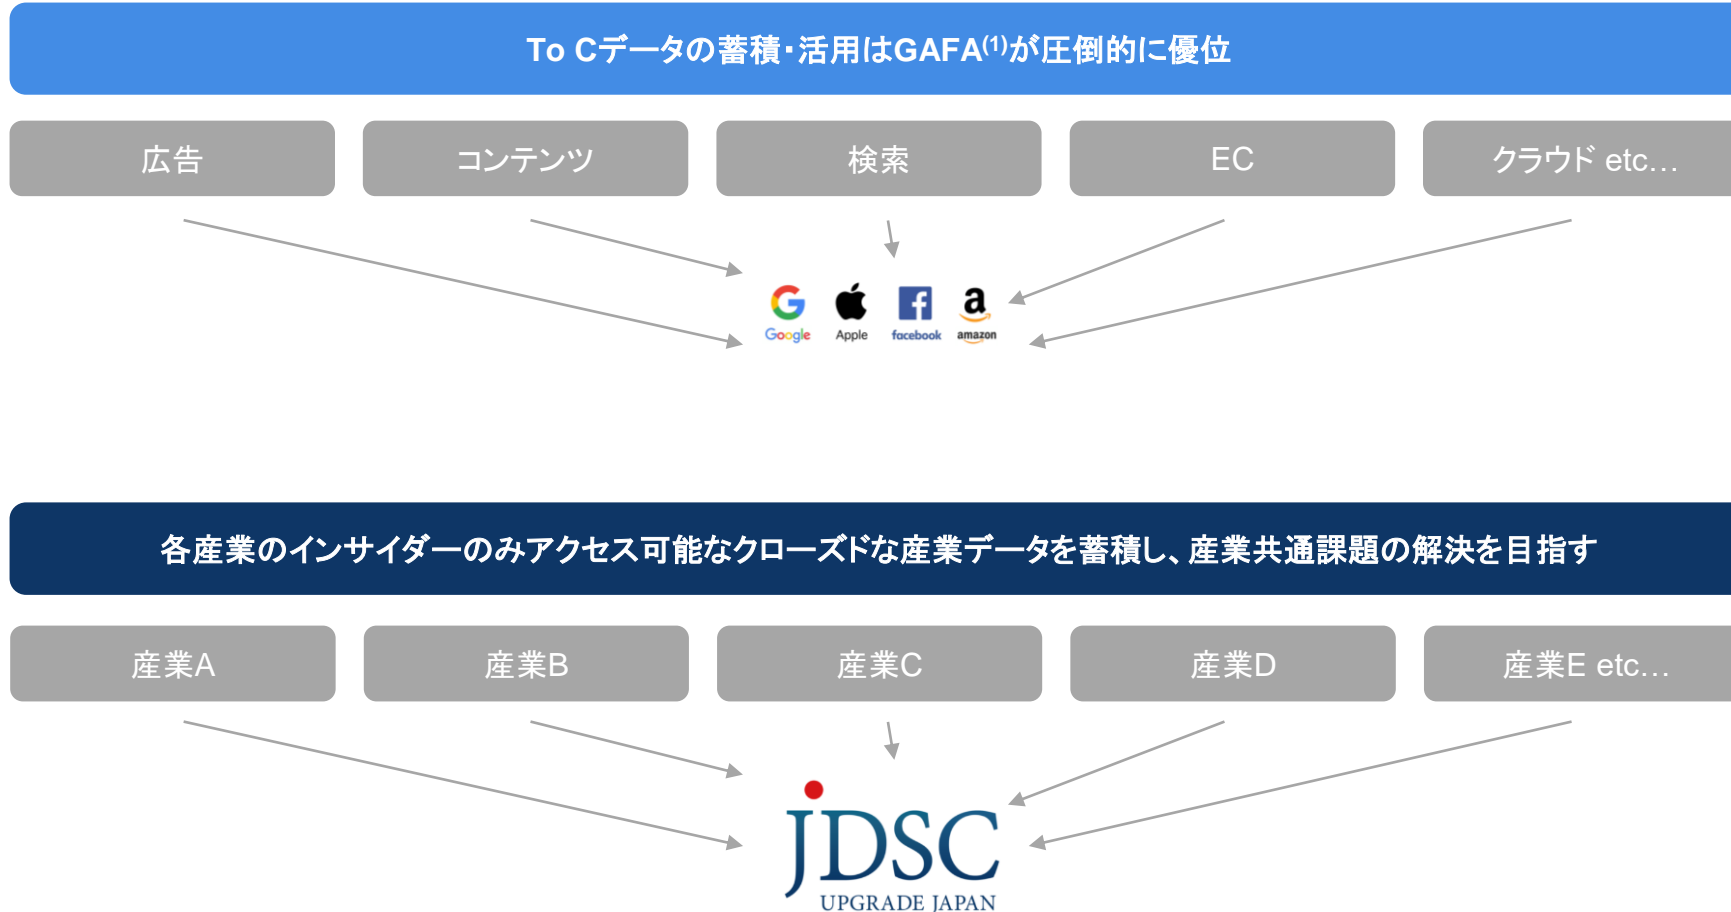 To Cデータの蓄積・活用はGAFA(1)が圧倒的に優位
広告
コンテンツ
検索
EC
クラウド etc…
Google
Apple
facebook
amazon
各産業のインサイダーのみアクセス可能なクローズドな産業データを蓄積し、産業共通課題の解決を目指す
産業A
産業B
産業C
産業D
産業E etc…
JDSC
UPGRADE JAPAN